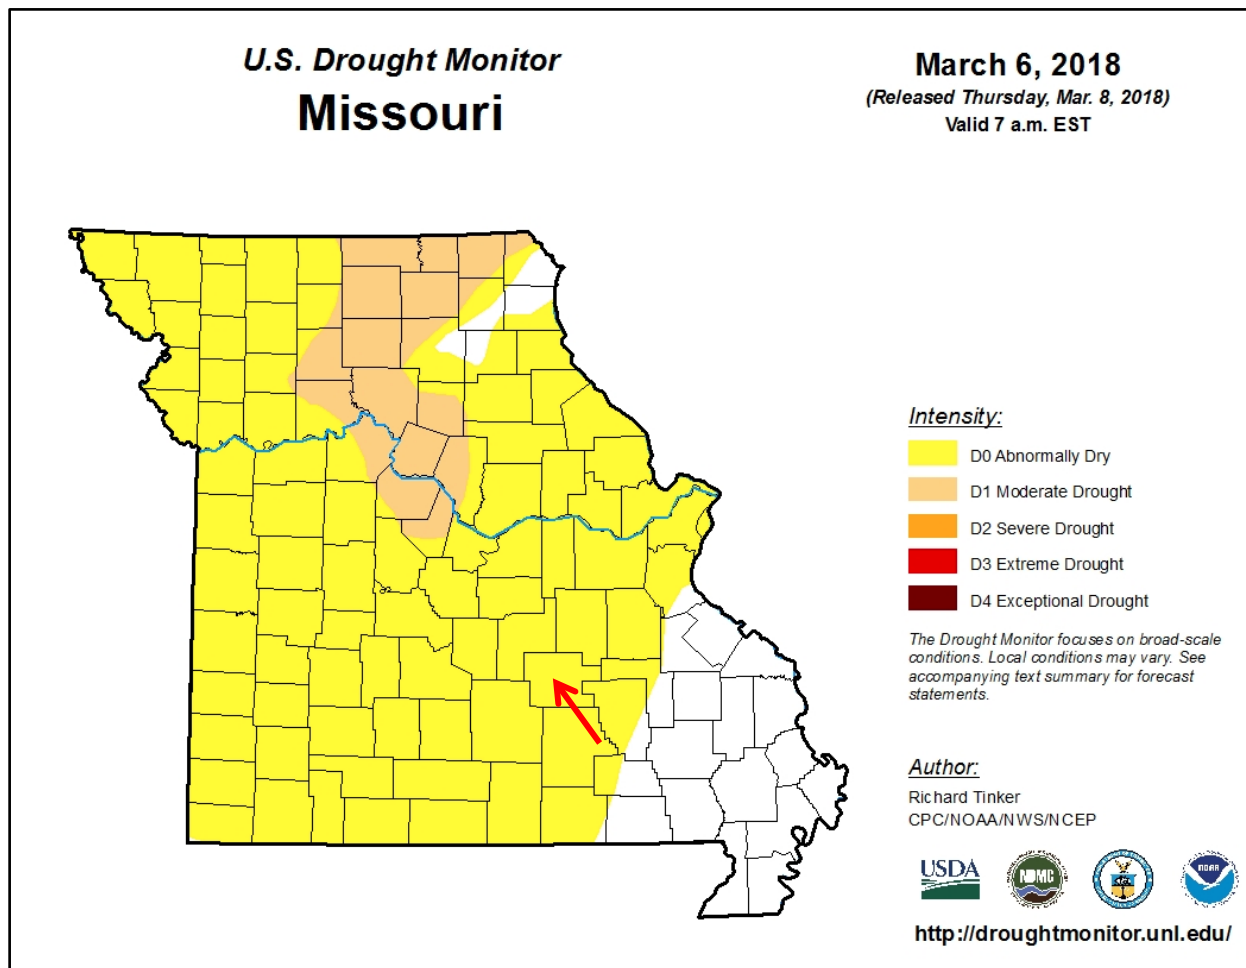 U.S. Drought Monitor
Missouri
March 6, 2018
(Released Thursday, Mar. 8, 2018)
Valid 7 a.m. EST
Intensity:
D0 Abnormally Dry
D1 Moderate Drought
D2 Severe Drought
D3 Extreme Drought
D4 Exceptional Drought
The Drought Monitor focuses on broad-scale
conditions. Local conditions may vary. See
accompanying text summary for forecast
statements.
Author:
Richard Tinker
CPC/NOAA/NWS/NCEP
USDA
NDMC
NOAA
http://droughtmonitor.unl.edu/